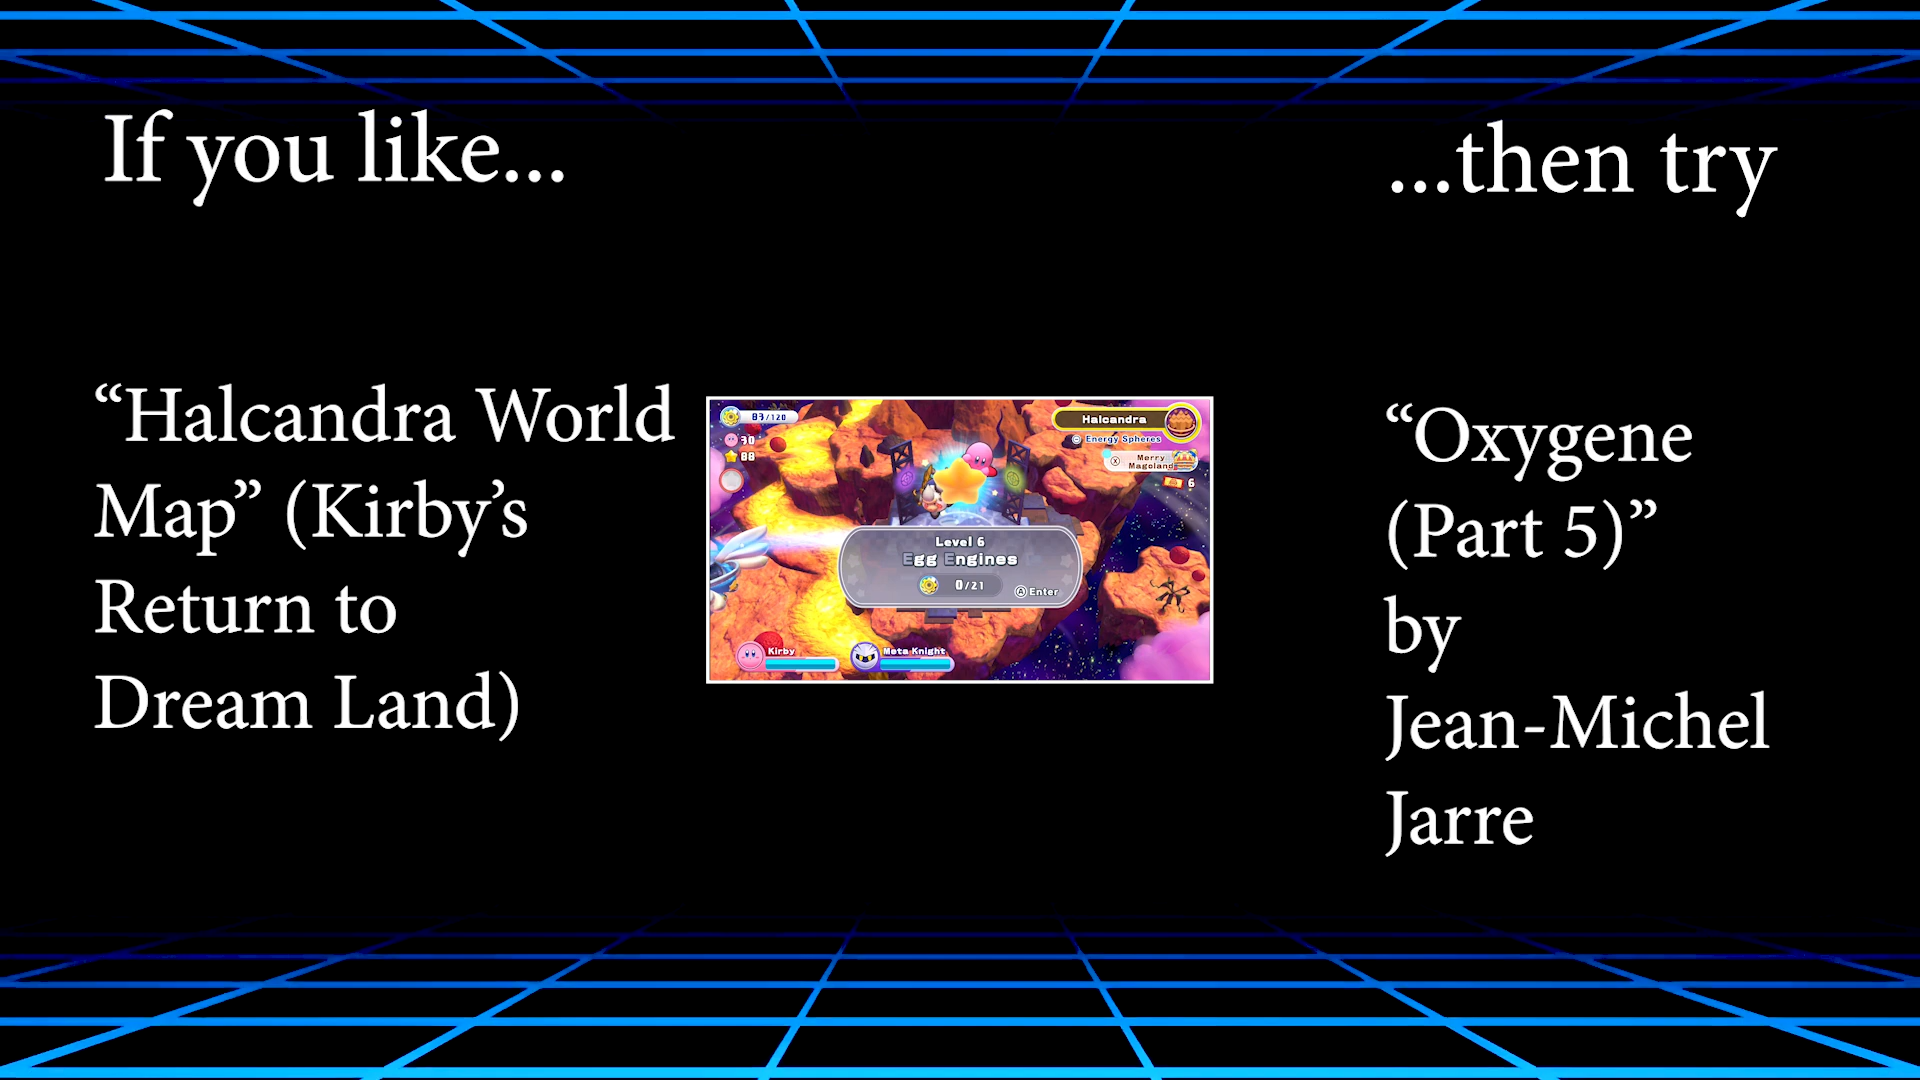 If you like...
...then try
“Halcandra World
Map” (Kirby’s
Return to
Dream Land)
83/120
30
88
Halcandra
Energy Spheres
X Merry
Magoland
6
Level 6
Egg Engines
0/21
A Enter
Kirby
Meta Knight
“Oxygene
(Part 5)”
by
Jean-Michel
Jarre